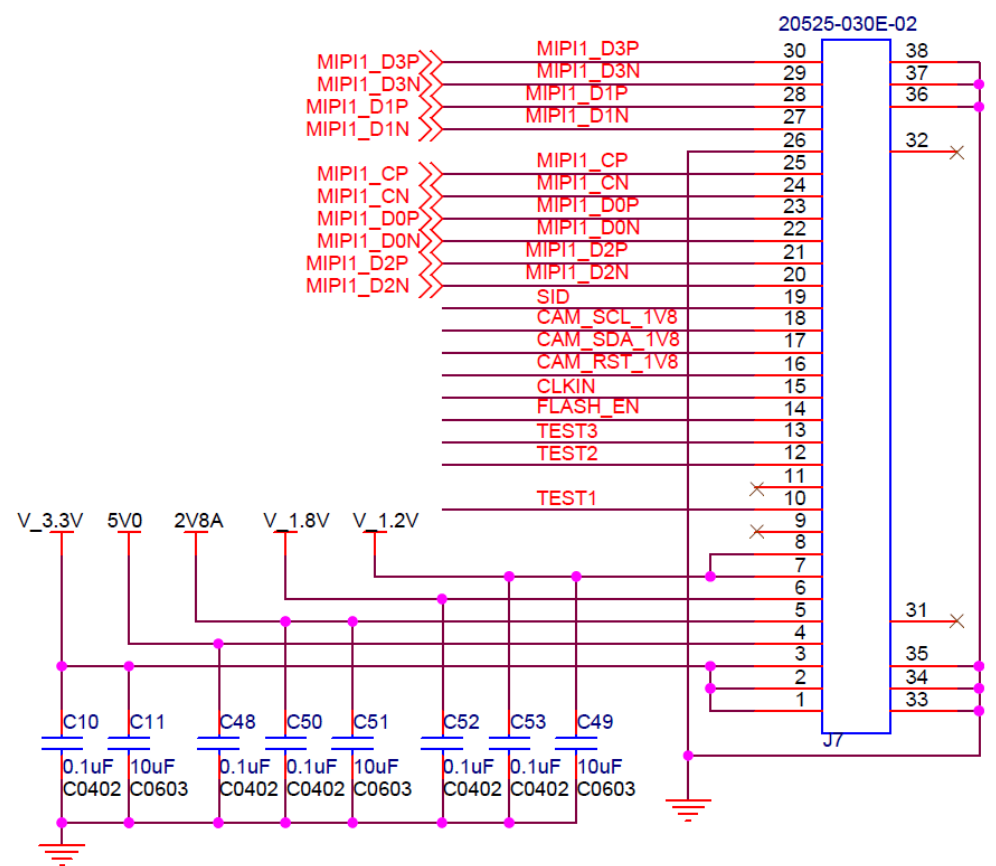 20525-030E-02
MIPI1_D3P MIPI1_D3P 30 38
MIPI1_D3N MIPI1_D3N 29 37
MIPI1_D1P MIPI1_D1P 28 36
MIPI1_D1N MIPI1_D1N 27
26 32
MIPI1_CP MIPI1_CP 25
MIPI1_CN MIPI1_CN 24
MIPI1_D0P MIPI1_D0P 23
MIPI1_D0N MIPI1_D0N 22
MIPI1_D2P MIPI1_D2P 21
MIPI1_D2N MIPI1_D2N 20
SID 19
CAM_SCL_1V8 18
CAM_SDA_1V8 17
CAM_RST_1V8 16
CLKIN 15
FLASH_EN 14
TEST3 13
TEST2 12
11
TEST1 10
V_3.3V 5V0 2V8A V_1.8V V_1.2V 9
8
7
6
5 31
4
3 35
2 34
1 33
C10 C11 C48 C50 C51 C52 C53 C49 J7
0.1uF 10uF 0.1uF 0.1uF 10uF 0.1uF 0.1uF 10uF
C0402 C0603 C0402 C0402 C0603 C0402 C0402 C0603